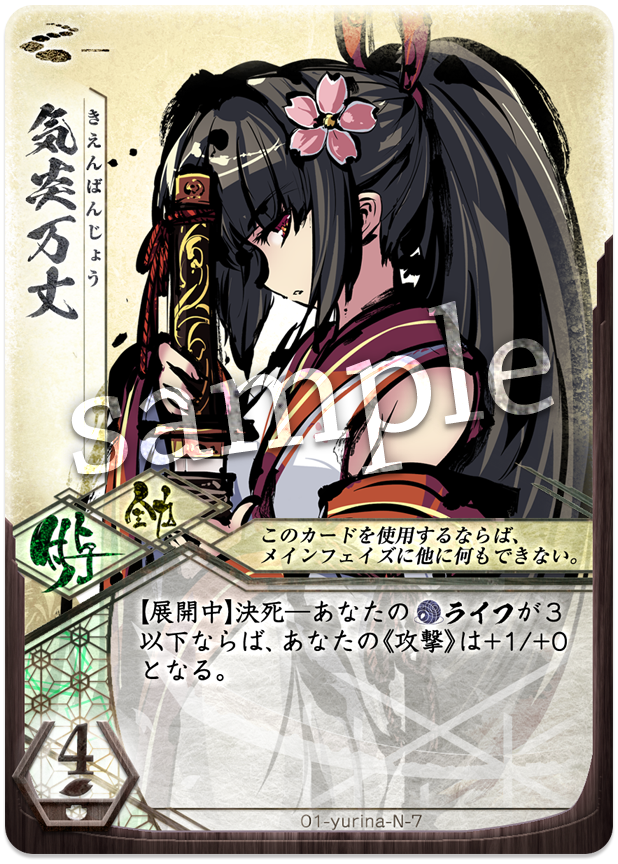 気炎万丈
きえんばんじょう
sample
付与
全力
このカードを使用するならば、
メインフェイズに他に何もできない。
【展開中】決死―あなたのライフが3
以下ならば、あなたの《攻撃》は+1/+0
となる。
4
01-yurina-N-7